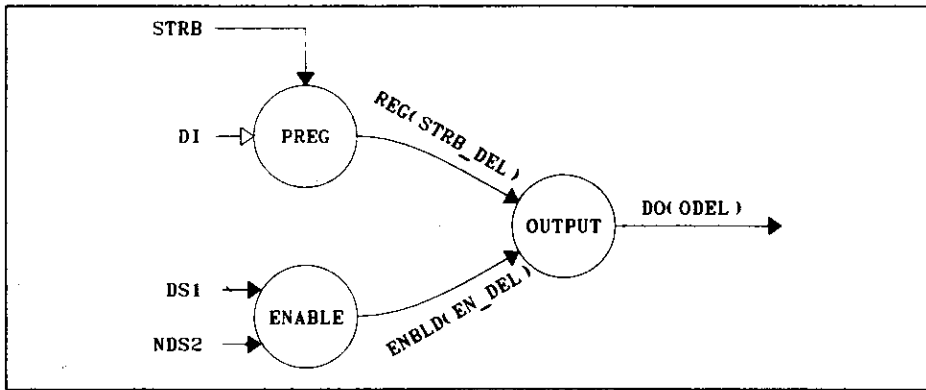 STRB
DI
PREG
REG(STRB_DEL)
OUTPUT
DO(ODEL)
DS1
NDS2
ENABLE
ENBLD(EN_DEL)